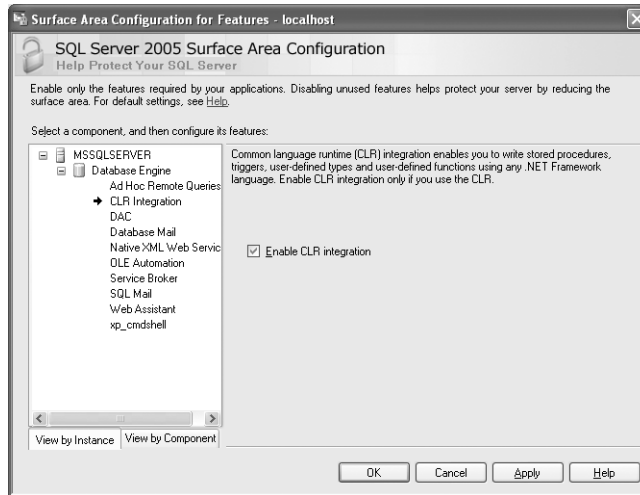 Surface Area Configuration for Features - localhost
SQL Server 2005 Surface Area Configuration
Help Protect Your SQL Server
Enable only the features required by your applications. Disabling unused features helps protect your server by reducing the
surface area. For default settings, see Help.
Select a component, and then configure its features:
MSSQLSERVER
Database Engine
Ad Hoc Remote Queries
CLR Integration
DAC
Database Mail
Native XML Web Servic
OLE Automation
Service Broker
SQL Mail
Web Assistant
xp_cmdshell
View by Instance
View by Component
Common language runtime (CLR) integration enables you to write stored procedures,
triggers, user-defined types and user-defined functions using any .NET Framework
language. Enable CLR integration only if you use the CLR.
Enable CLR integration
OK
Cancel
Apply
Help